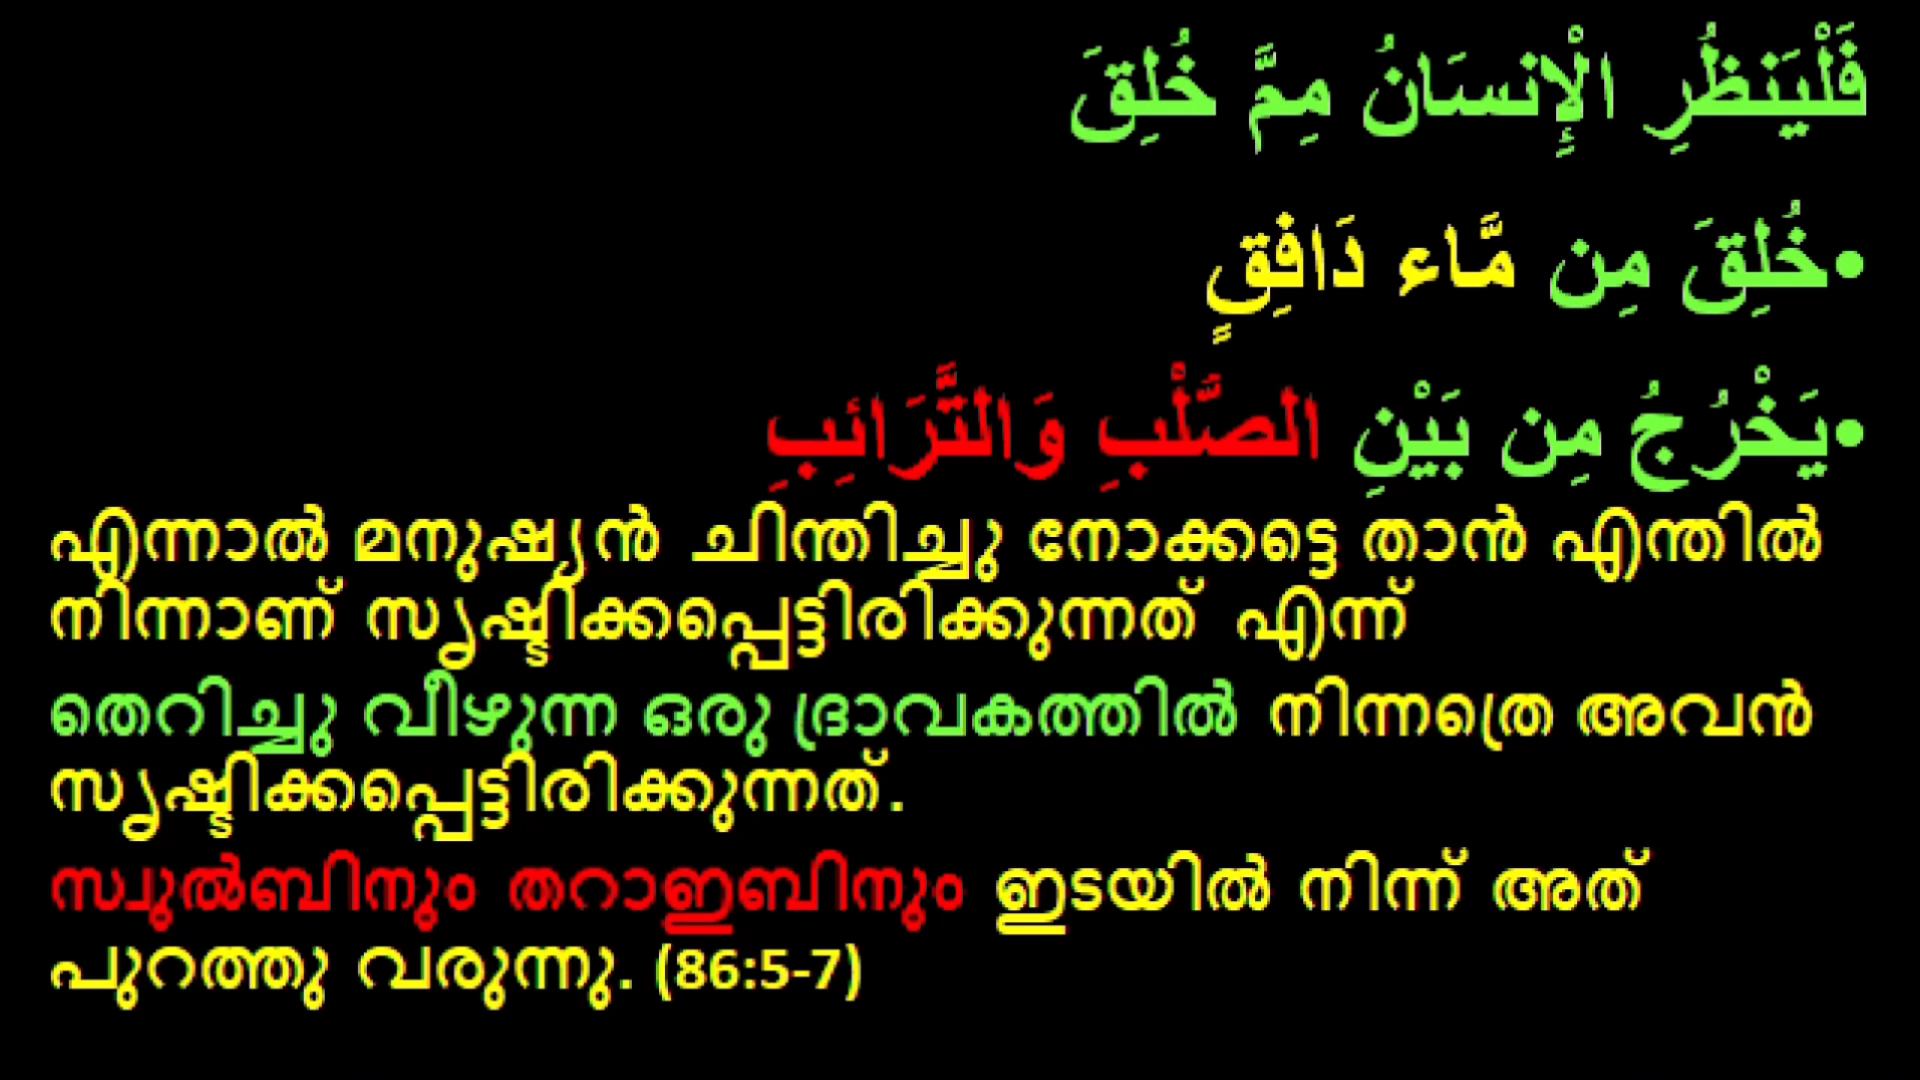 فَلْيَنظُرِ الْإِنسَانُ مِمَّ خُلِقَ
•خُلِقَ مِن مَّاء دَافِقٍ
•يَخْرُجُ مِن بَيْنِ الصُّلْبِ وَالتَّرَائِبِ
എന്നാൽ മനുഷ്യൻ ചിന്തിച്ചു നോക്കട്ടെ താൻ എന്തിൽ
നിന്നാണ് സൃഷ്ടിക്കപ്പെട്ടിരിക്കുന്നത് എന്ന്
തെറിച്ചു വീഴുന്ന ഒരു ദ്രാവകത്തിൽ നിന്നത്രെ അവൻ
സൃഷ്ടിക്കപ്പെട്ടിരിക്കുന്നത്.
സ്വുൽബിനും തറാഇബിനും ഇടയിൽ നിന്ന് അത്
പുറത്തു വരുന്നു. (86:5-7)